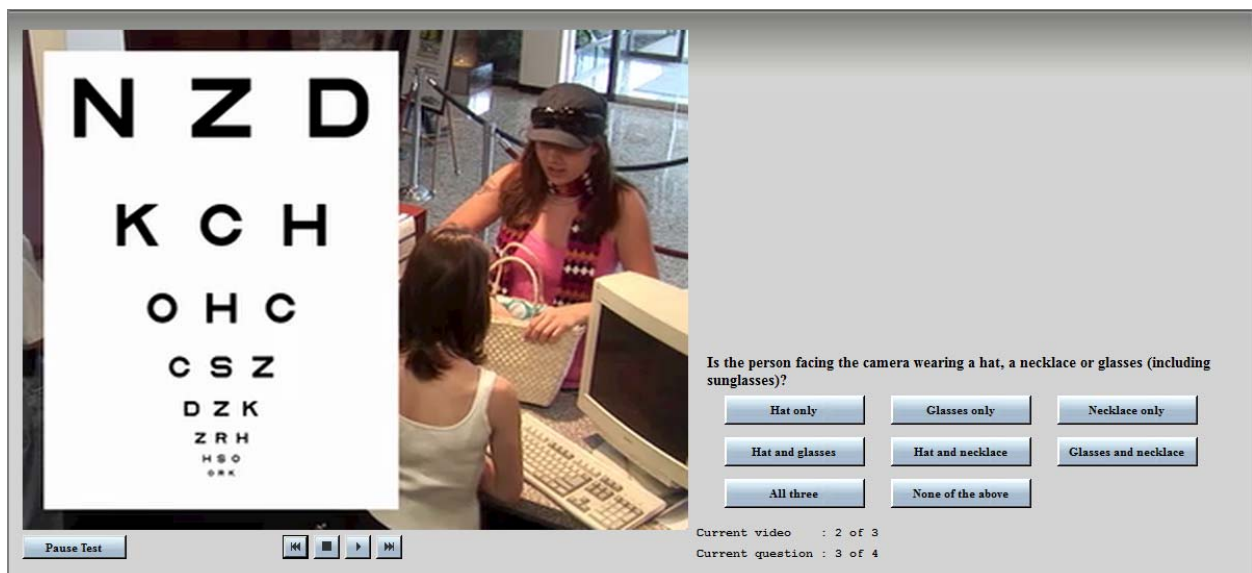 N Z D
K C H
O H C
C S Z
D Z K
Z R H
H S O
O R K
Is the person facing the camera wearing a hat, a necklace or glasses (including
sunglasses)?
Hat only Glasses only Necklace only
Hat and glasses Hat and necklace Glasses and necklace
All three None of the above
Current video : 2 of 3
Current question : 3 of 4
Pause Test